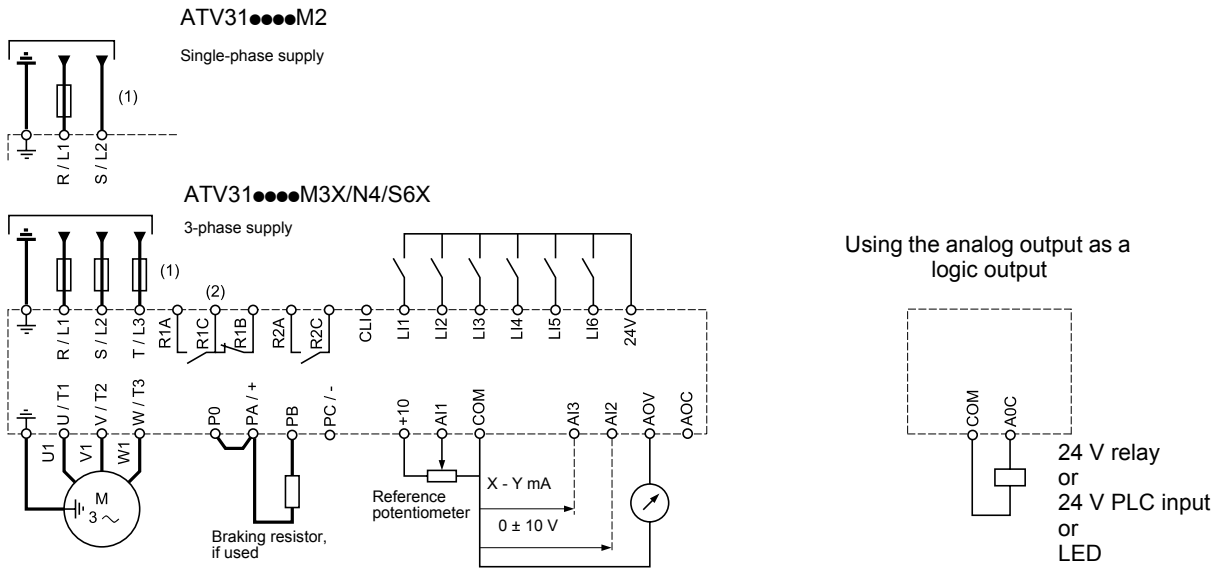 ATV31●●●●M2
Single-phase supply
(1)
R / L1
S / L2
ATV31●●●●M3X/N4/S6X
3-phase supply
(1)
(2)
R / L1
S / L2
T / L3
R1A
R1C
R1B
R2A
R2C
CLI
LI1
LI2
LI3
LI4
LI5
LI6
24V
U / T1
V / T2
W / T3
P0
PA / +
PB
PC / -
+10
AI1
COM
AI3
AI2
AOV
AOC
U1
V1
W1
M
3 ~
Braking resistor,
if used
Reference
potentiometer
X - Y mA
0 ± 10 V
Using the analog output as a
logic output
COM
A0C
24 V relay
or
24 V PLC input
or
LED